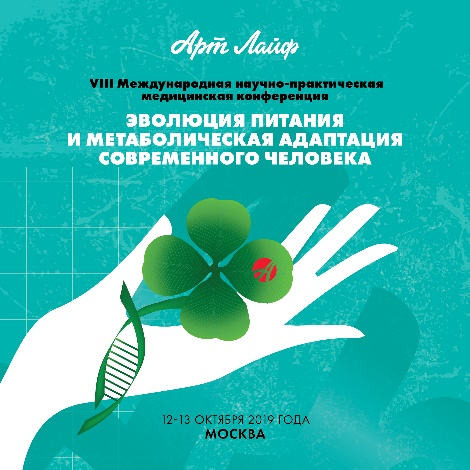 Арт Лайф
VIII Международная научно-практическая
медицинская конференция
ЭВОЛЮЦИЯ ПИТАНИЯ
И МЕТАБОЛИЧЕСКАЯ АДАПТАЦИЯ
СОВРЕМЕННОГО ЧЕЛОВЕКА
12-13 ОКТЯБРЯ 2019 ГОДА
МОСКВА